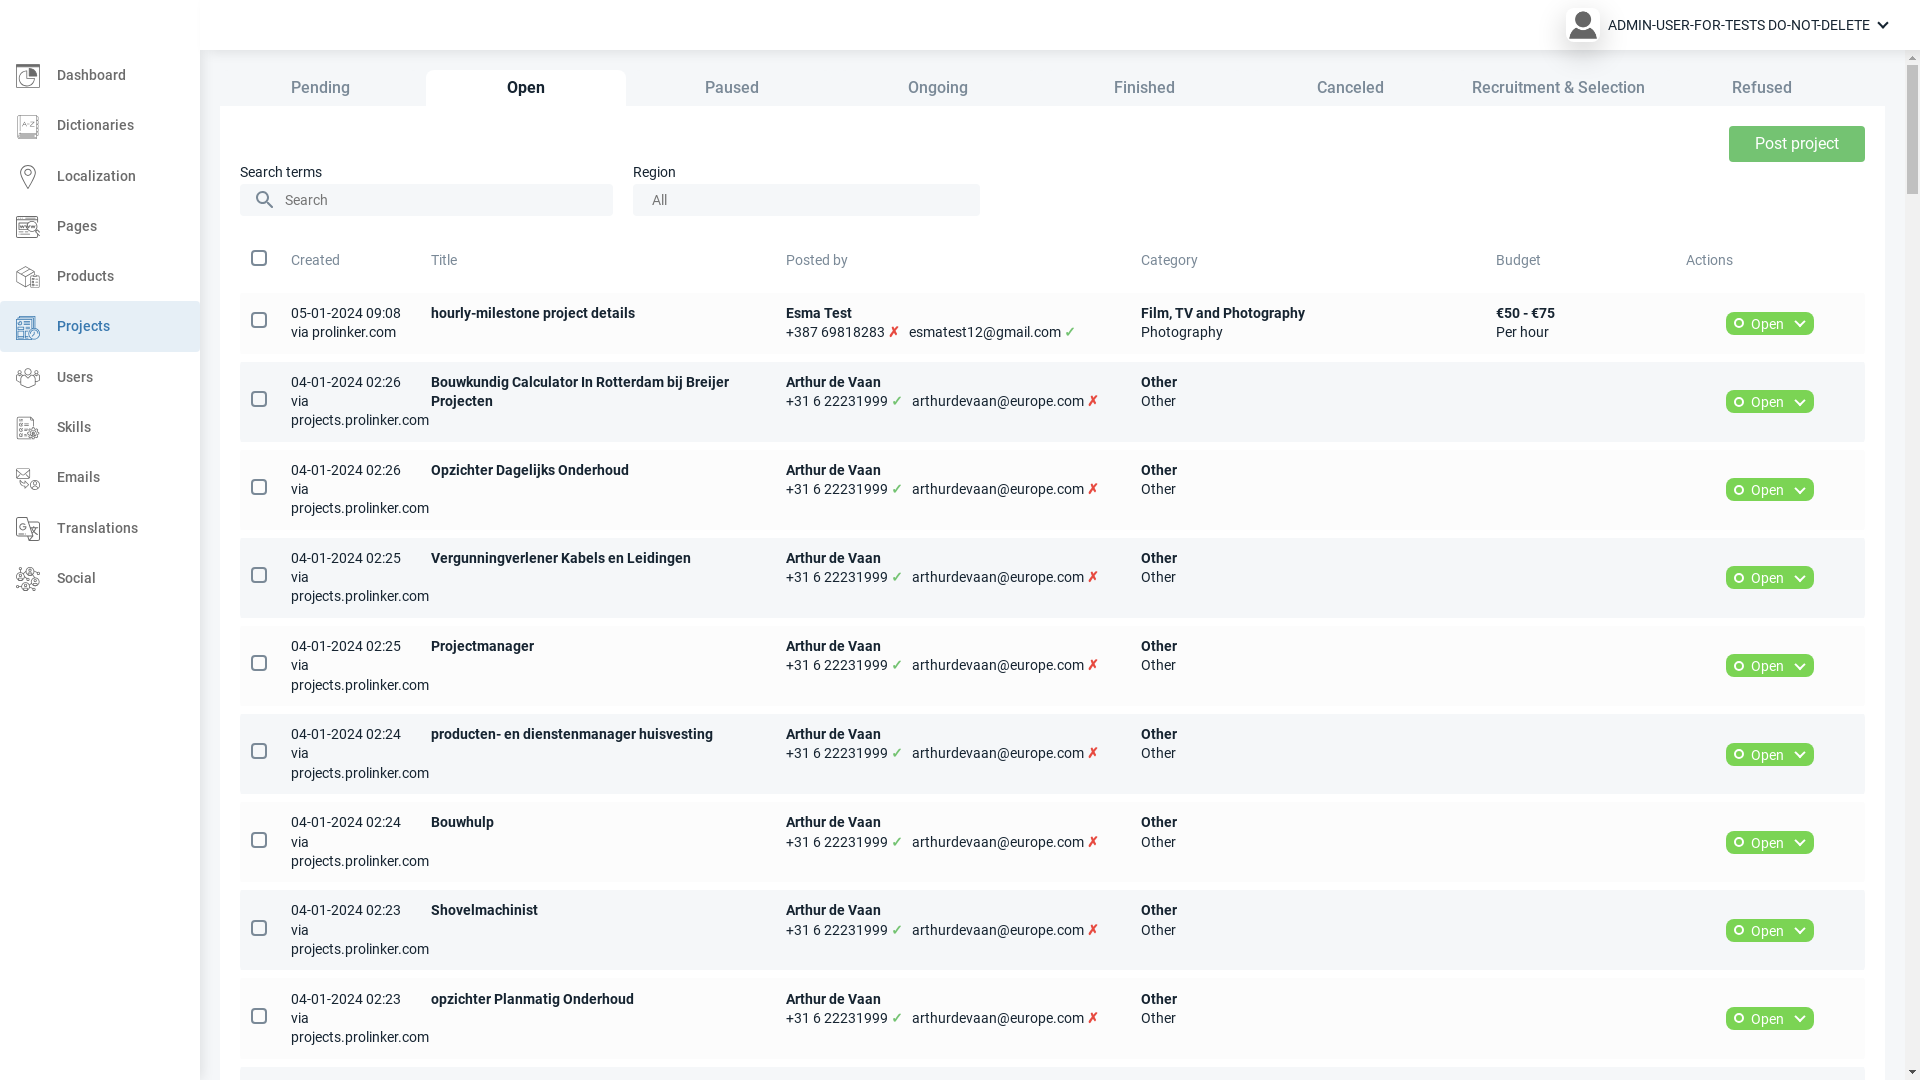 ADMIN-USER-FOR-TESTS DO-NOT-DELETE
Dashboard
Dictionaries
Localization
Pages
Products
Projects
Users
Skills
Emails
Translations
Social
Pending
Open
Paused
Ongoing
Finished
Canceled
Recruitment & Selection
Refused
Post project
Search terms
Region
Search
All
Created
Title
Posted by
Category
Budget
Actions
05-01-2024 09:08
via prolinker.com
hourly-milestone project details
Esma Test
+387 69818283 ✗ esmatest12@gmail.com ✓
Film, TV and Photography
Photography
€50 - €75
Per hour
Open
04-01-2024 02:26
via
projects.prolinker.com
Bouwkundig Calculator In Rotterdam bij Breijer
Projecten
Arthur de Vaan
+31 6 22231999 ✓ arthurdevaan@europe.com ✗
Other
Other
Open
04-01-2024 02:26
via
projects.prolinker.com
Opzichter Dagelijks Onderhoud
Arthur de Vaan
+31 6 22231999 ✓ arthurdevaan@europe.com ✗
Other
Other
Open
04-01-2024 02:25
via
projects.prolinker.com
Vergunningverlener Kabels en Leidingen
Arthur de Vaan
+31 6 22231999 ✓ arthurdevaan@europe.com ✗
Other
Other
Open
04-01-2024 02:25
via
projects.prolinker.com
Projectmanager
Arthur de Vaan
+31 6 22231999 ✓ arthurdevaan@europe.com ✗
Other
Other
Open
04-01-2024 02:24
via
projects.prolinker.com
producten- en dienstenmanager huisvesting
Arthur de Vaan
+31 6 22231999 ✓ arthurdevaan@europe.com ✗
Other
Other
Open
04-01-2024 02:24
via
projects.prolinker.com
Bouwhulp
Arthur de Vaan
+31 6 22231999 ✓ arthurdevaan@europe.com ✗
Other
Other
Open
04-01-2024 02:23
via
projects.prolinker.com
Shovelmachinist
Arthur de Vaan
+31 6 22231999 ✓ arthurdevaan@europe.com ✗
Other
Other
Open
04-01-2024 02:23
via
projects.prolinker.com
opzichter Planmatig Onderhoud
Arthur de Vaan
+31 6 22231999 ✓ arthurdevaan@europe.com ✗
Other
Other
Open